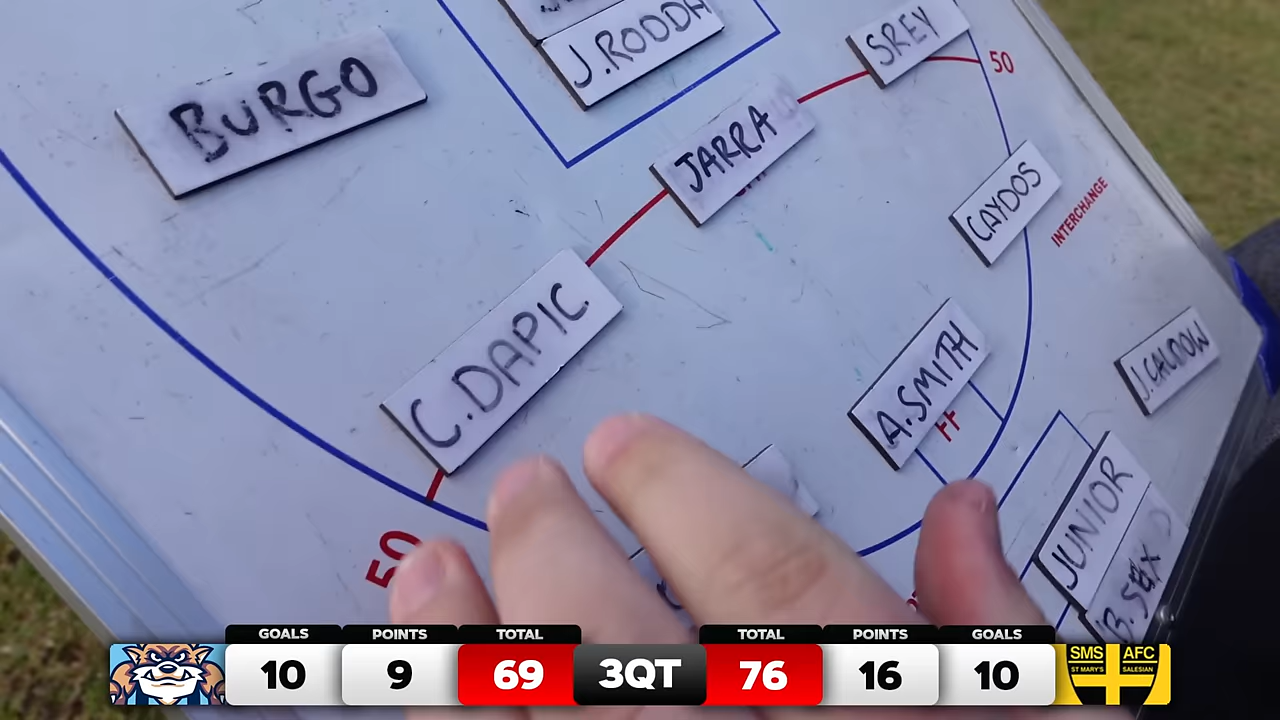 J.RODDA
SREY
50
BURGO
JARRA
CAYDOS
INTERCHANGE
C.DAPIC.
A.SMITH
FF
J.CALMOW
JUNIOR
50
GOALS POINTS TOTAL TOTAL POINTS GOALS
10 9 69 3QT 76 16 10
SMS AFC
ST MARY'S SALESIAN